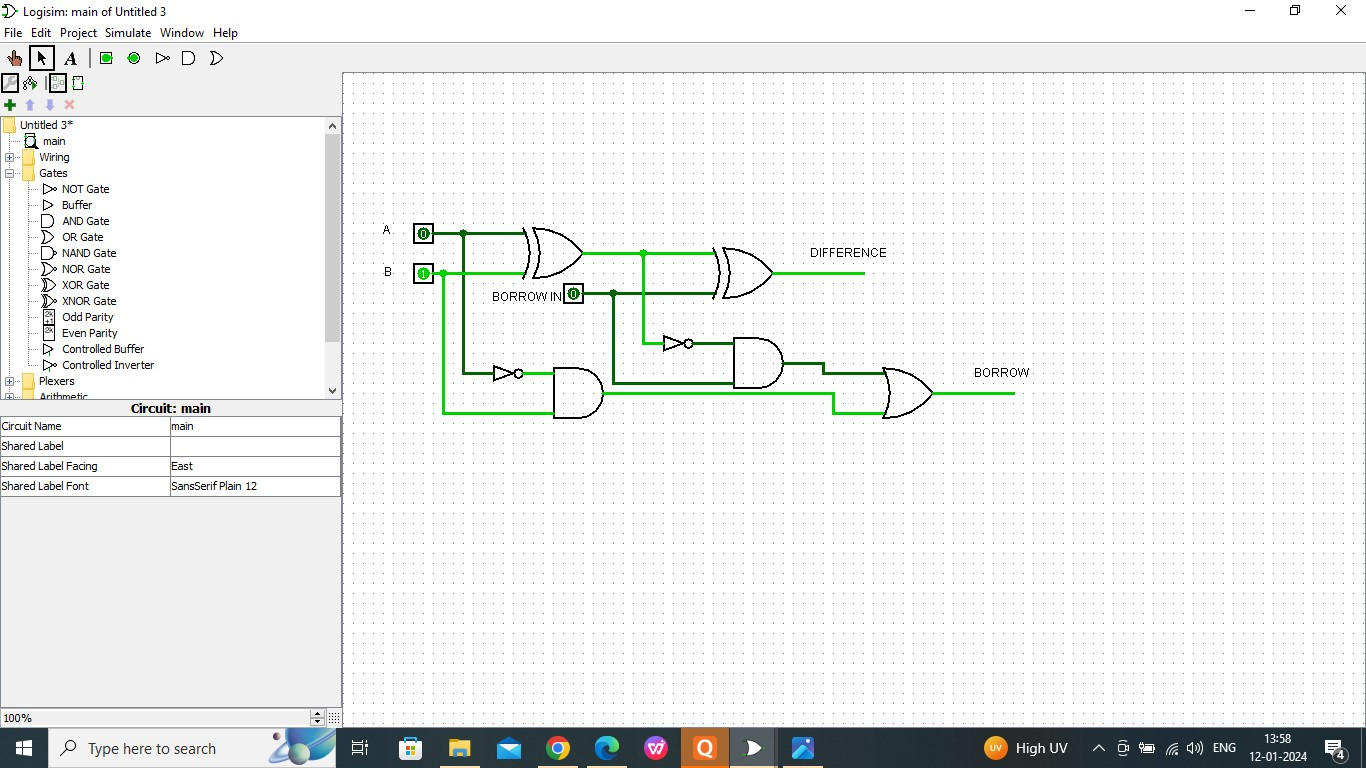 Logisim: main of Untitled 3
File Edit Project Simulate Window Help
A
Untitled 3*
main
Wiring
Gates
NOT Gate
Buffer
AND Gate
OR Gate
NAND Gate
NOR Gate
XOR Gate
XNOR Gate
Odd Parity
Even Parity
Controlled Buffer
Controlled Inverter
Plexers
Arithmetic
Circuit: main
Circuit Name main
Shared Label
Shared Label Facing East
Shared Label Font SansSerif Plain 12
100%
A 0
B 1
BORROW IN 0
DIFFERENCE
BORROW
Type here to search
Q
UV High UV
ENG
13:58
12-01-2024
4